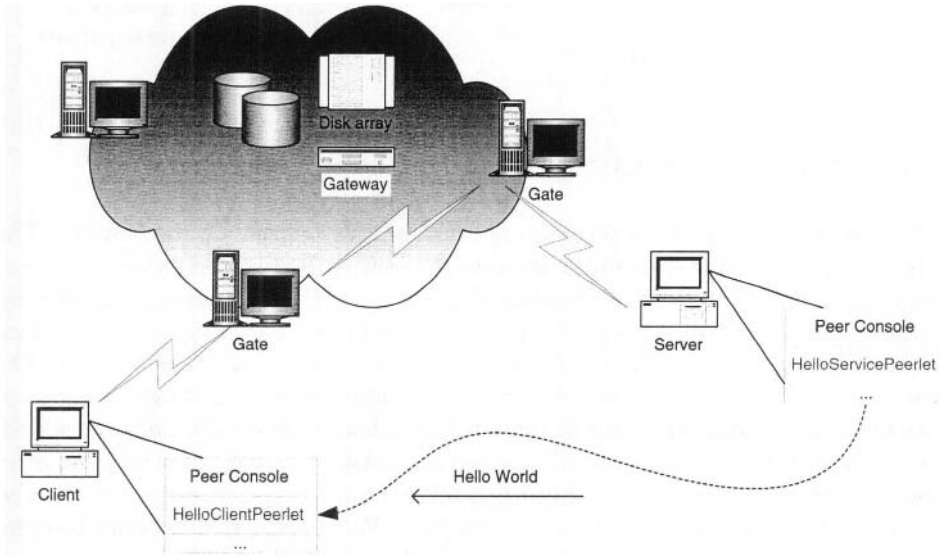 Disk array
Gateway
Gate
Gate
Server
Peer Console
HelloServicePeerlet
...
Client
Peer Console
HelloClientPeerlet
...
Hello World